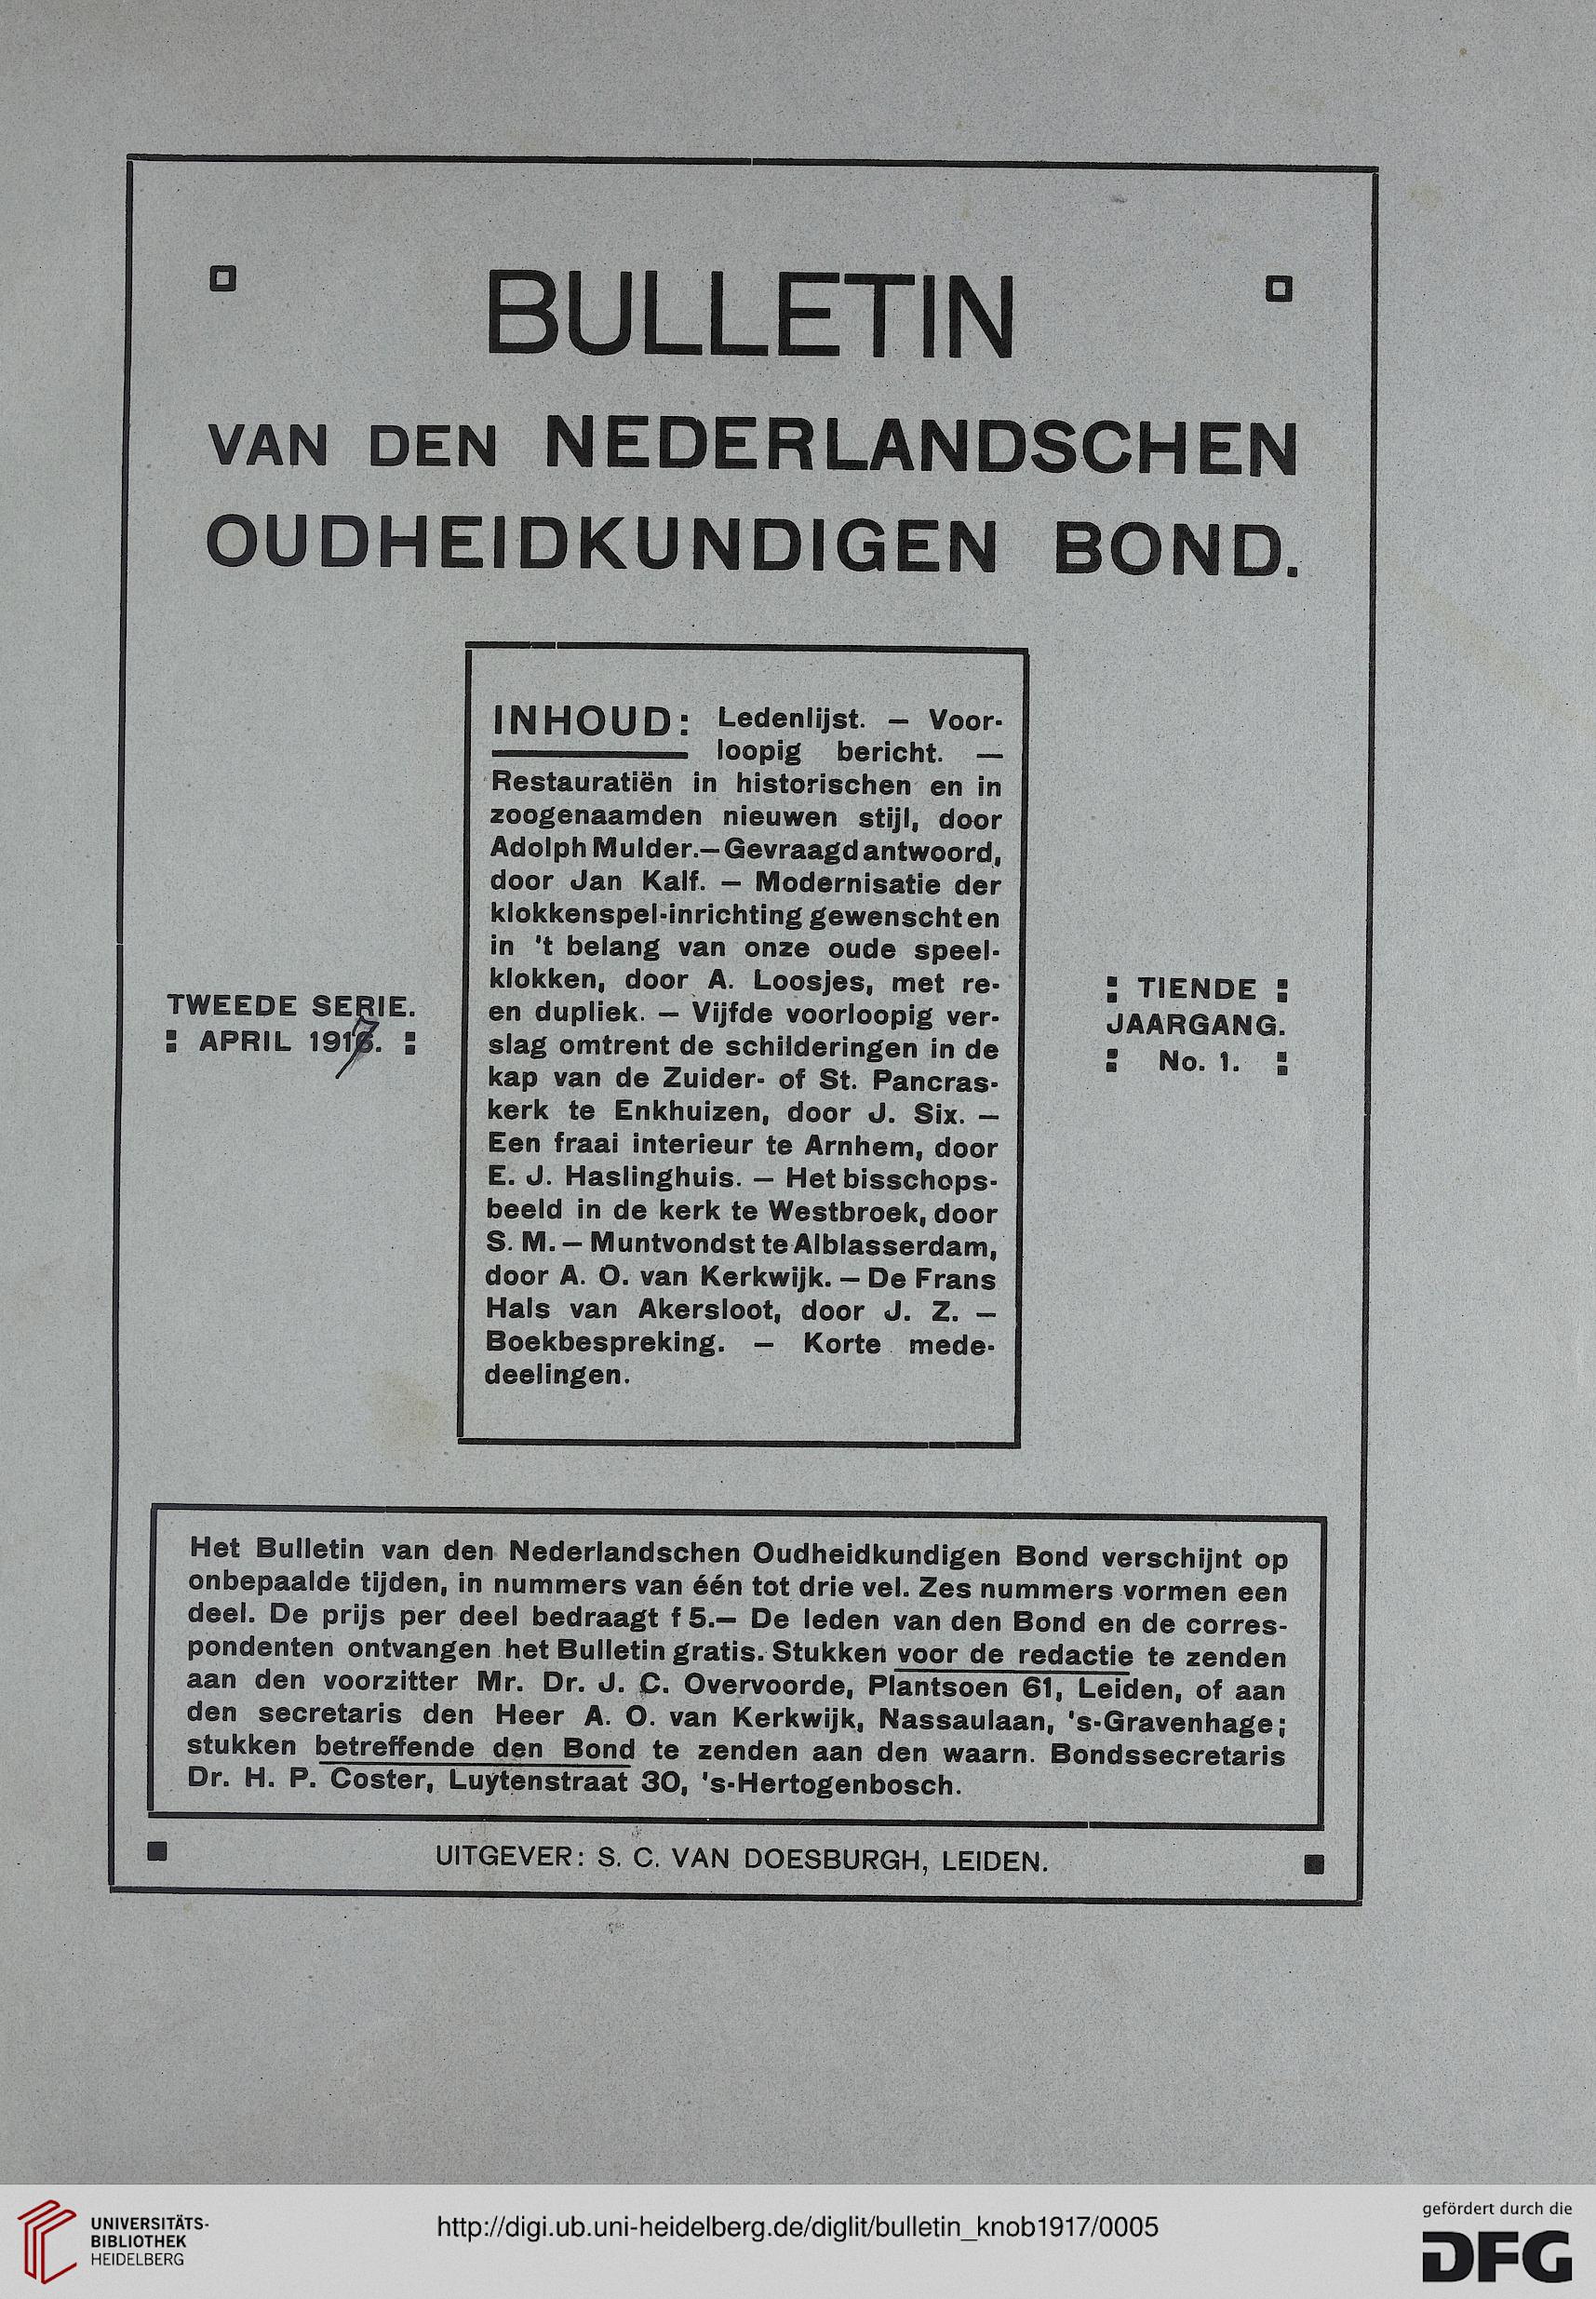 BULLETIN
VAN DEN NEDERLANDSCHEN
OUDHEIDKUNDIGEN BOND.
INHOUD: Ledenlijst. — Voor-
loopig bericht. —
Restauratiën in historischen en in
zoogenaamden nieuwen stijl, door
Adolph Mulder. — Gevraagd antwoord,
door Jan Kalf. — Modernisatie der
klokkenspel-inrichting gewenscht en
in 't belang van onze oude speel-
klokken, door A. Loosjes, met re-
en dupliek. — Vijfde voorloopig ver-
slag omtrent de schilderingen in de
kap van de Zuider- of St. Pancras-
kerk te Enkhuizen, door J. Six. —
Een fraai interieur te Arnhem, door
E. J. Haslinghuis. — Het bisschops-
beeld in de kerk te Westbroek, door
S. M. — Muntvondst te Alblasserdam,
door A. O. van Kerkwijk. — De Frans
Hals van Akersloot, door J. Z. —
Boekbespreking. — Korte mede-
deelingen.
TWEEDE SERIE.
APRIL 1917.
TIENDE
JAARGANG.
No. 1.
Het Bulletin van den Nederlandschen Oudheidkundigen Bond verschijnt op
onbepaalde tijden, in nummers van één tot drie vel. Zes nummers vormen een
deel. De prijs per deel bedraagt f 5.— De leden van den Bond en de corres-
pondenten ontvangen het Bulletin gratis. Stukken voor de redactie te zenden
aan den voorzitter Mr. Dr. J. C. Overvoorde, Plantsoen 61, Leiden, of aan
den secretaris den Heer A. O. van Kerkwijk, Nassaulaan, 's-Gravenhage;
stukken betreffende den Bond te zenden aan den waarn. Bondssecretaris
Dr. H. P. Coster, Luytenstraat 30, 's-Hertogenbosch.
UITGEVER: S. C. VAN DOESBURGH, LEIDEN.
UNIVERSITÄTS-
BIBLIOTHEK
HEIDELBERG
http://digi.ub.uni-heidelberg.de/diglit/bulletin_knob1917/0005
gefördert durch die
DFG